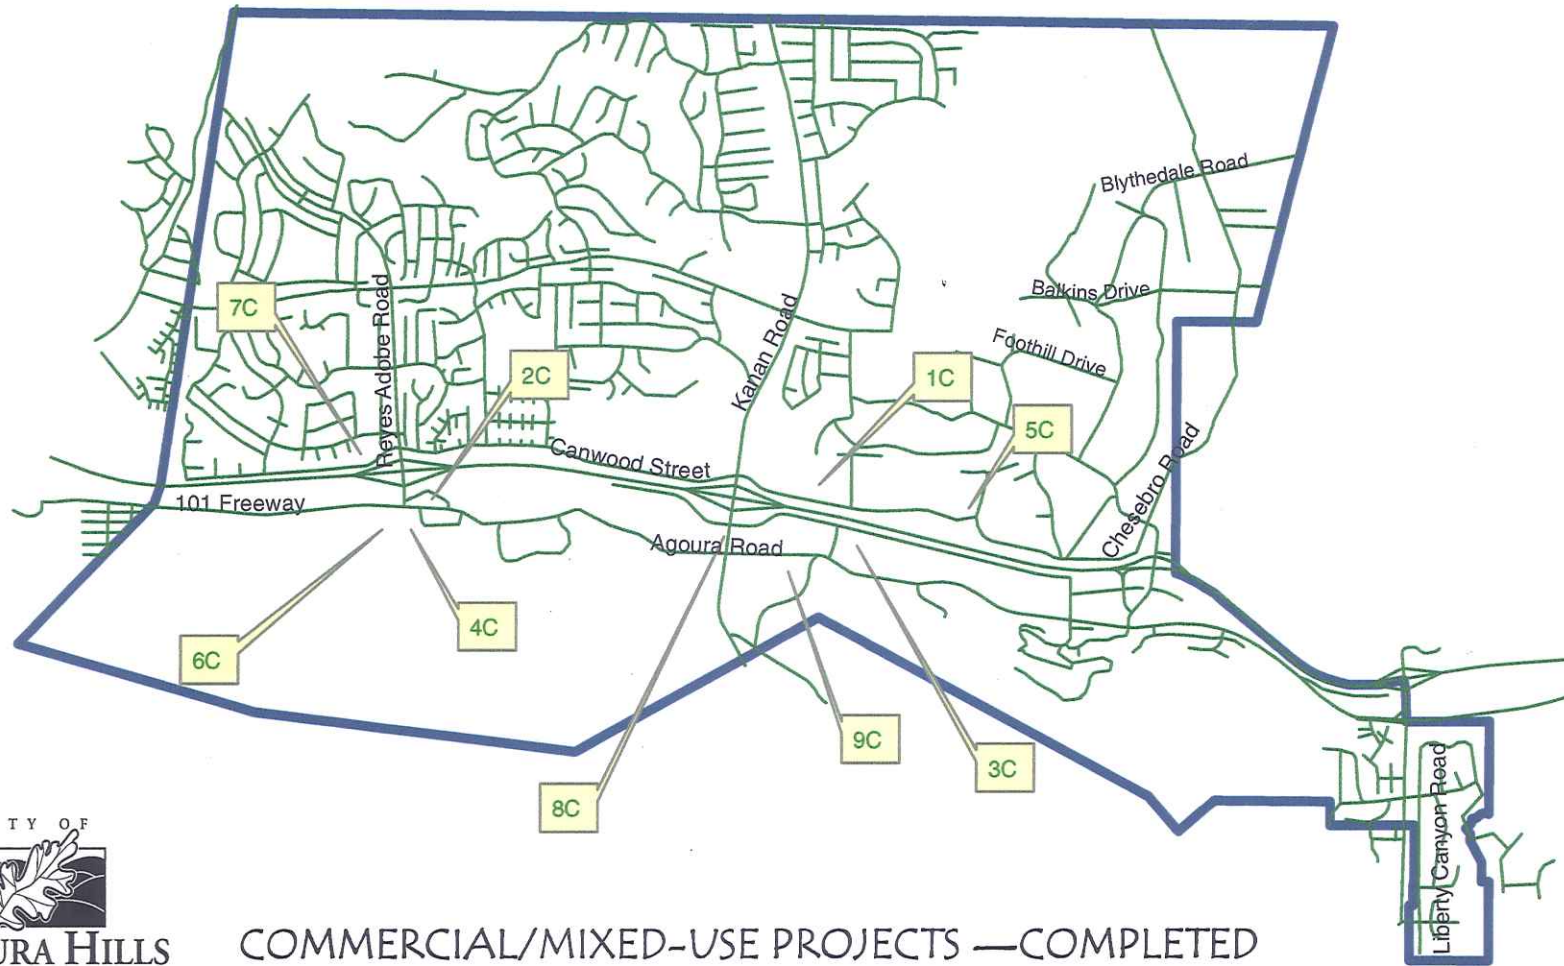 Blythedale Road
Balkins Drive
7C
Reyes Adobe Road
Kanan Road
Foothill Drive
2C
1C
5C
Canwood Street
Chesebro Road
101 Freeway
Agoura Road
4C
6C
9C
3C
8C
Liberty Canyon Road
TY OF
URA HILLS
COMMERCIAL/MIXED-USE PROJECTS —COMPLETED